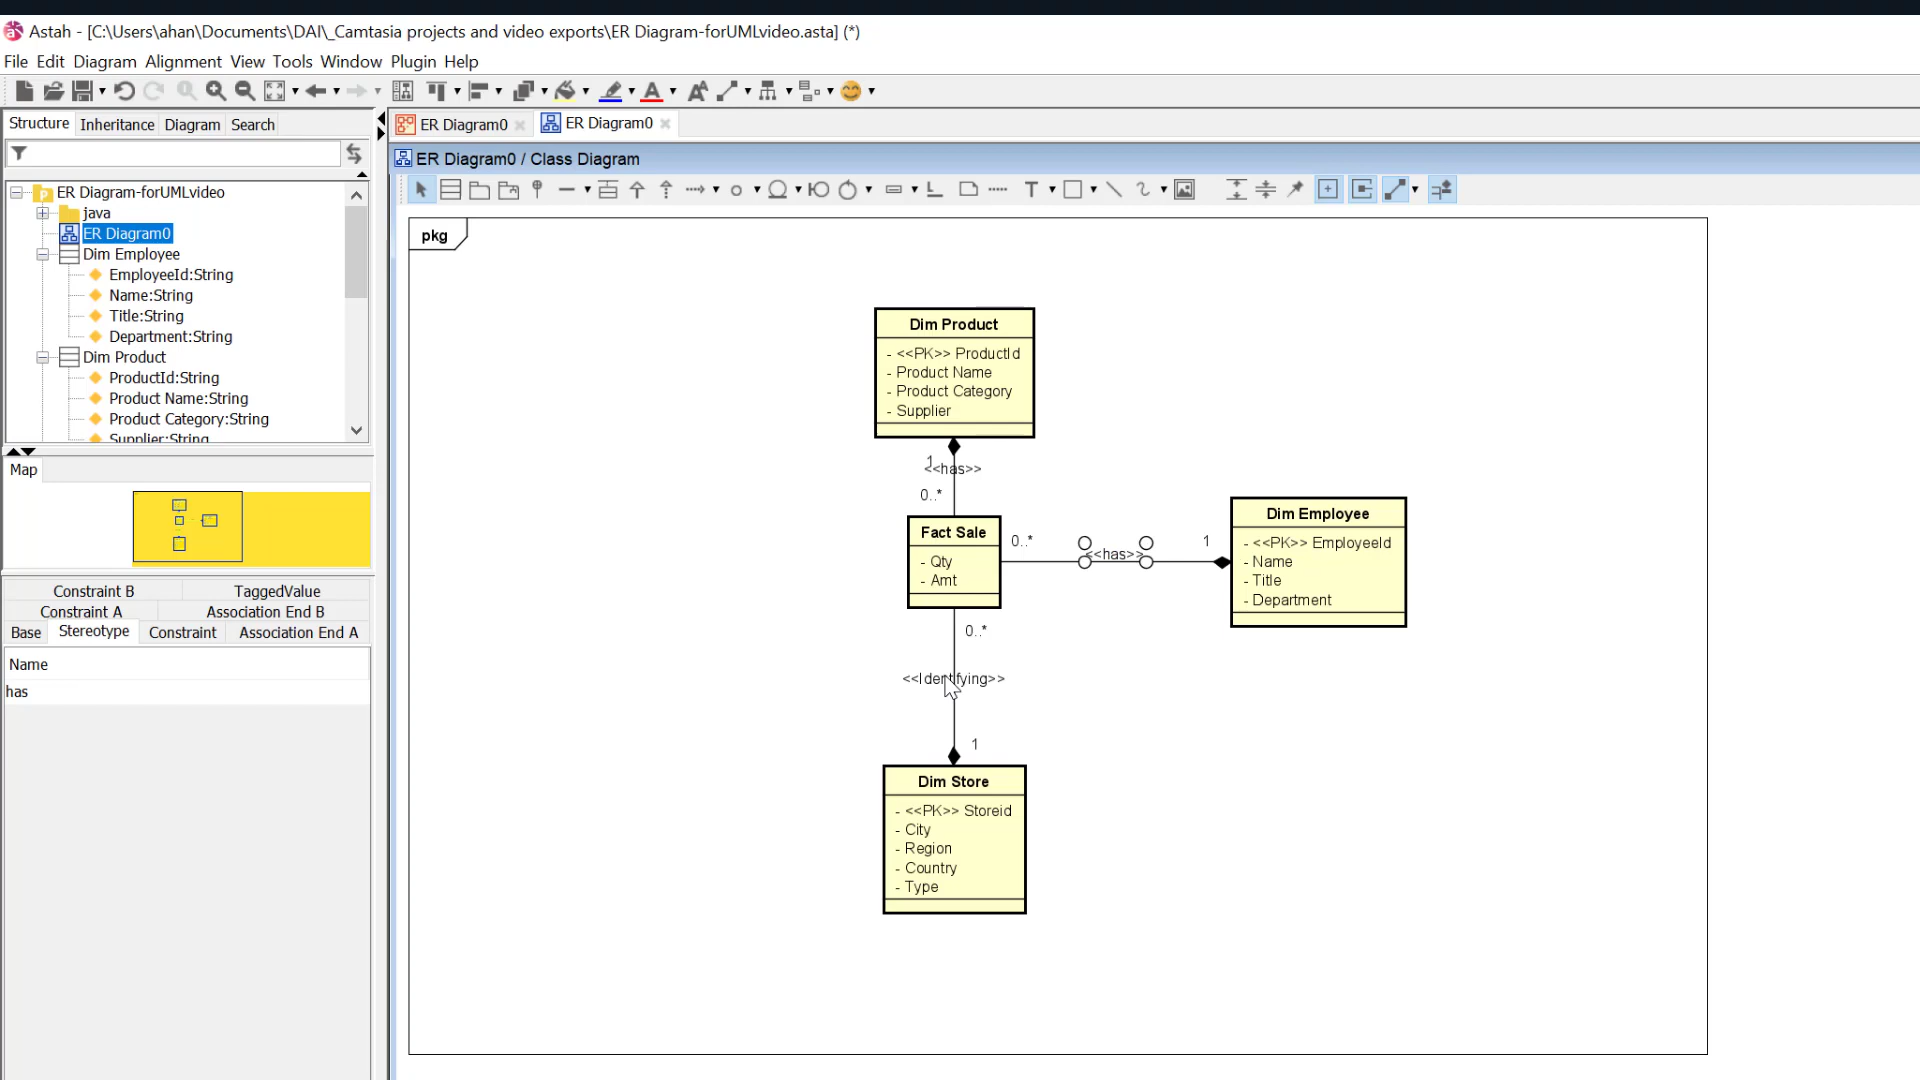 Astah - [C:\Users\ahan\Documents\DAI\_Camtasia projects and video exports\ER Diagram-forUMLvideo.asta] (*)
File Edit Diagram Alignment View Tools Window Plugin Help
Structure Inheritance Diagram Search
ER Diagram0 ER Diagram0
ER Diagram0 / Class Diagram
ER Diagram-forUMLvideo
java
ER Diagram0
Dim Employee
EmployeeId:String
Name:String
Title:String
Department:String
Dim Product
ProductId:String
Product Name:String
Product Category:String
Supplier:String
Map
Constraint B TaggedValue
Constraint A Association End B
Base Stereotype Constraint Association End A
Name
has
pkg
Dim Product
- <<PK>> ProductId
- Product Name
- Product Category
- Supplier
1
<<has>>
0..*
Fact Sale
- Qty
- Amt
0..*
<<has>>
1
Dim Employee
- <<PK>> EmployeeId
- Name
- Title
- Department
0..*
<<Identifying>>
1
Dim Store
- <<PK>> Storeid
- City
- Region
- Country
- Type